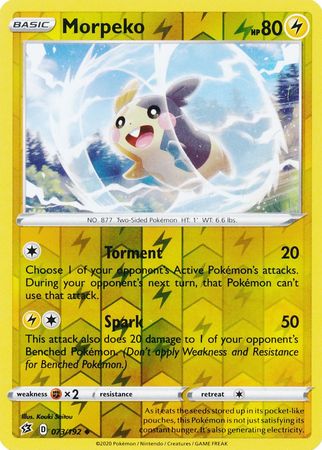 BASIC Morpeko HP 80
NO. 877 Two-Sided Pokémon HT: 1' WT: 6.6 lbs.
Torment 20
Choose 1 of your opponent's Active Pokémon's attacks.
During your opponent's next turn, that Pokémon can't
use that attack.
Spark 50
This attack also does 20 damage to 1 of your opponent's
Benched Pokémon. (Don't apply Weakness and Resistance
for Benched Pokémon.)
weakness ×2 resistance retreat
Illus. Kouki Saitou
D 073/192
As it eats the seeds stored up in its pocket-like
pouches, this Pokémon is not just satisfying its
constant hunger. It's also generating electricity.
©2020 Pokémon / Nintendo / Creatures / GAME FREAK